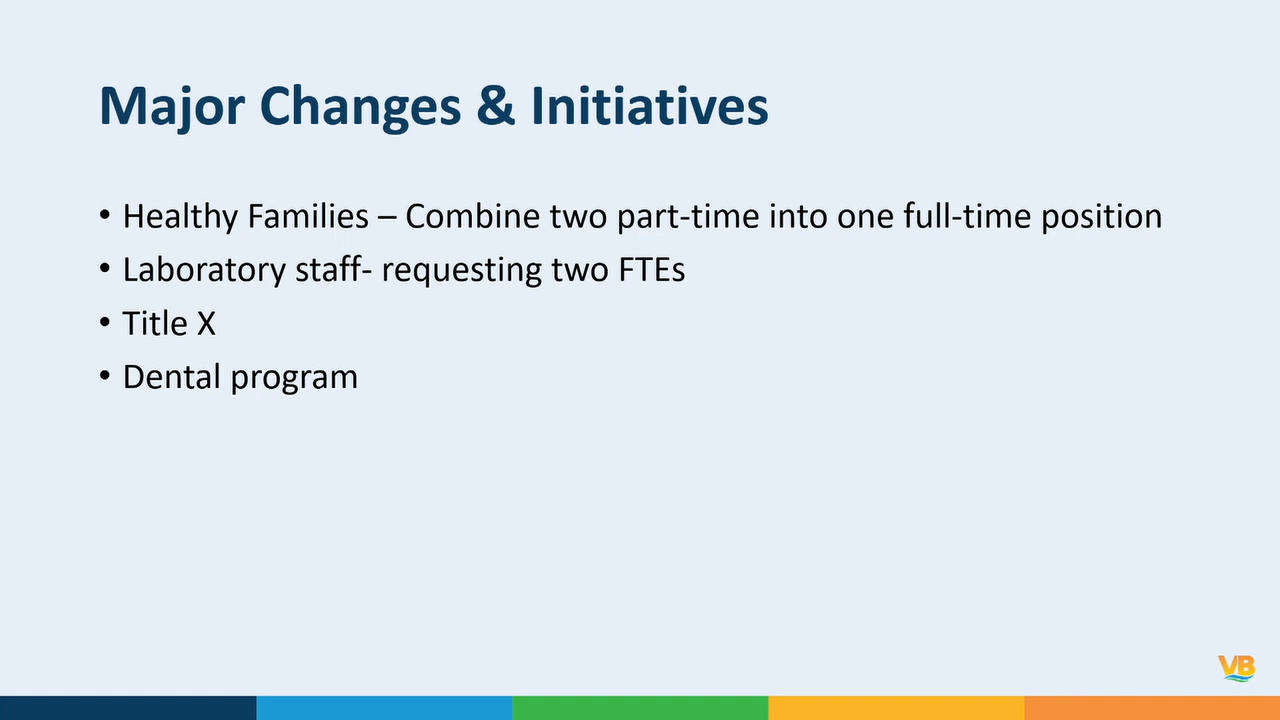 Major Changes & Initiatives
• Healthy Families – Combine two part-time into one full-time position
• Laboratory staff- requesting two FTEs
• Title X
• Dental program
VB